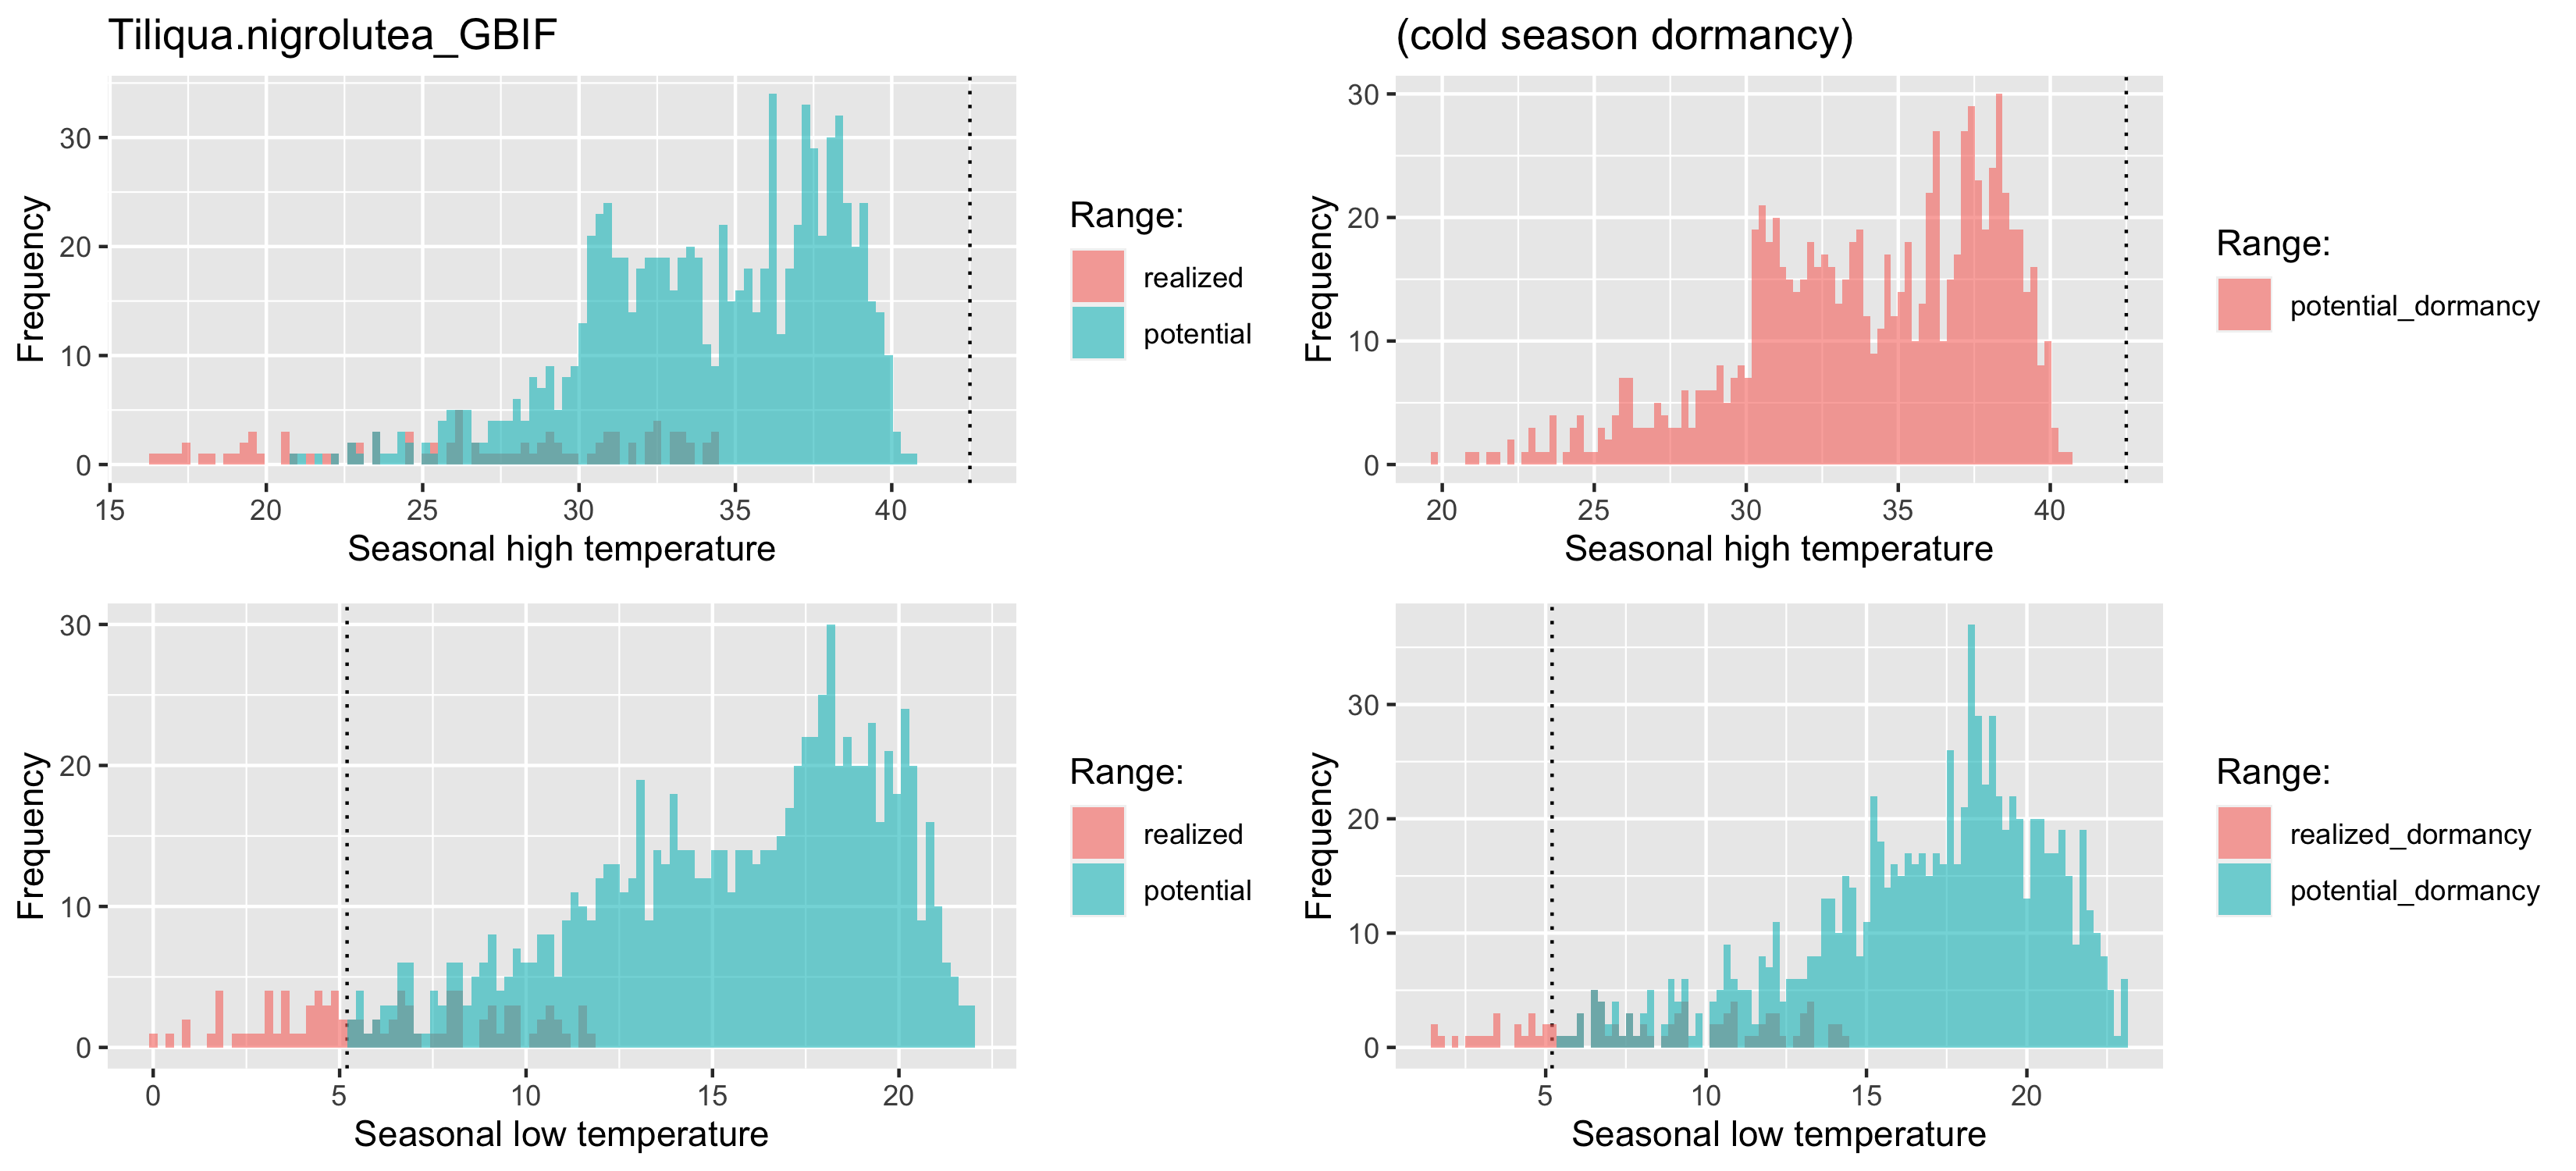 Tiliqua.nigrolutea_GBIF
Frequency
30
20
10
0
15 20 25 30 35 40
Seasonal high temperature
Range:
realized
potential
(cold season dormancy)
Frequency
30
20
10
0
20 25 30 35 40
Seasonal high temperature
Range:
potential_dormancy
Frequency
30
20
10
0
0 5 10 15 20
Seasonal low temperature
Range:
realized
potential
Frequency
30
20
10
0
5 10 15 20
Seasonal low temperature
Range:
realized_dormancy
potential_dormancy